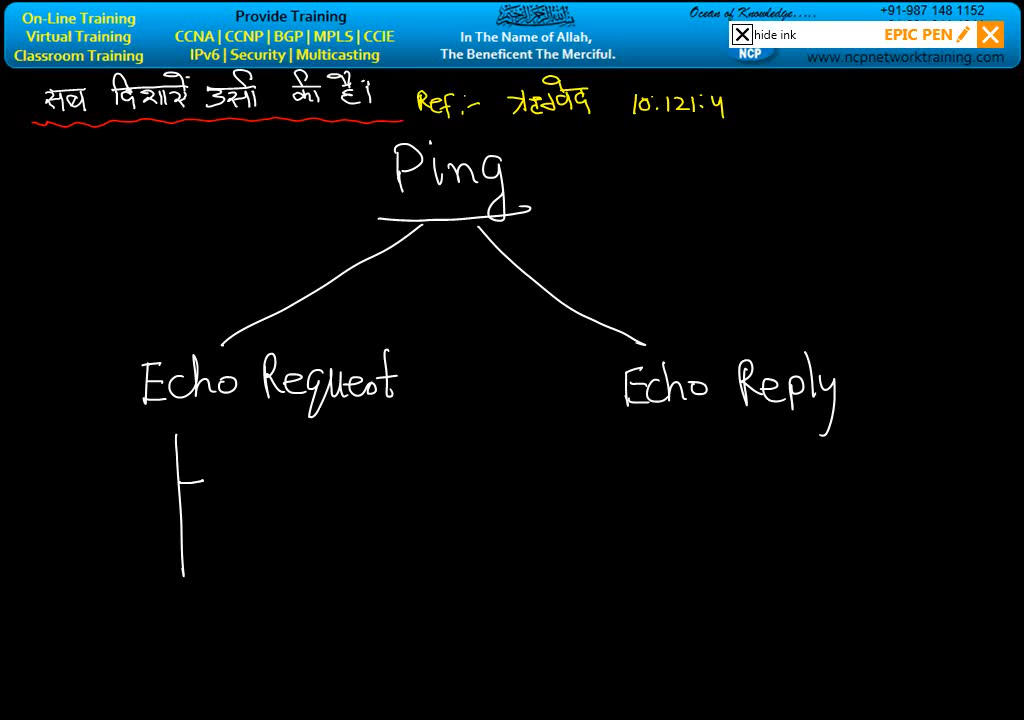 On-Line Training
Virtual Training
Classroom Training
Provide Training
CCNA | CCNP | BGP | MPLS | CCIE
IPv6 | Security | Multicasting
In The Name of Allah,
The Beneficent The Merciful.
Ocean of Knowledge.....
+91-987 148 1152
hide ink
EPIC PEN
NCP
www.ncpnetworktraining.com
सब दिशायें उसी की है।
Ref:- ऋग्वेद 10:121:4
Ping
Echo Request
Echo Reply